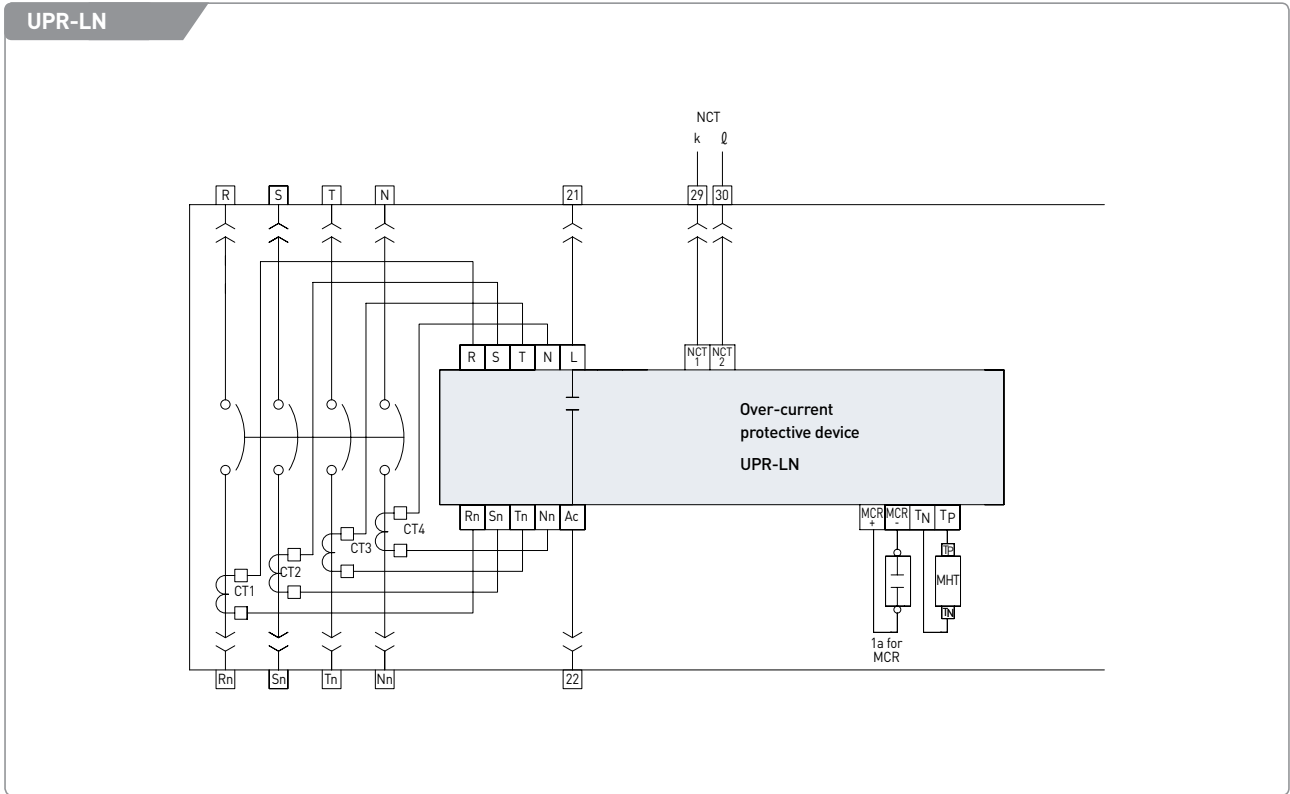 UPR-LN
NCT
k ℓ
R S T N 21 29 30
R S T N L NCT NCT
1 2
Over-current
protective device
UPR-LN
Rn Sn Tn Nn Ac MCR MCR TN TP
+ -
CT4
CT3
CT2
CT1
TP
MHT
TN
1a for
MCR
Rn Sn Tn Nn 22